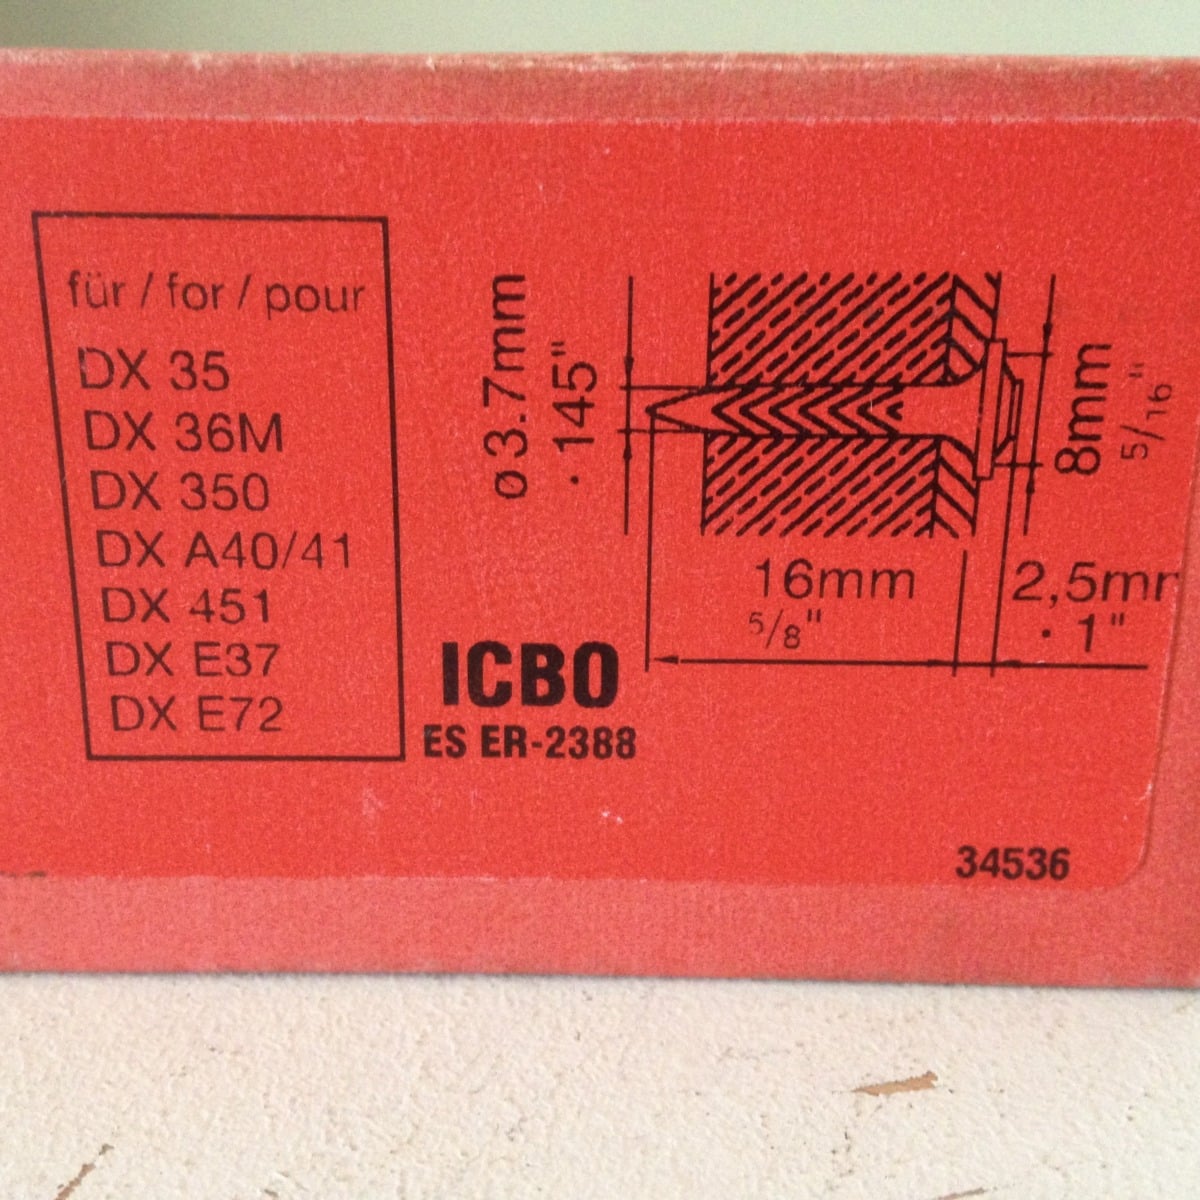 für / for / pour
DX 35
DX 36M
DX 350
DX A40/41
DX 451
DX E37
DX E72
ICBO
ES ER-2388
ø3.7mm
.145"
8mm
5/16"
16mm
5/8"
2,5mm
.1"
34536